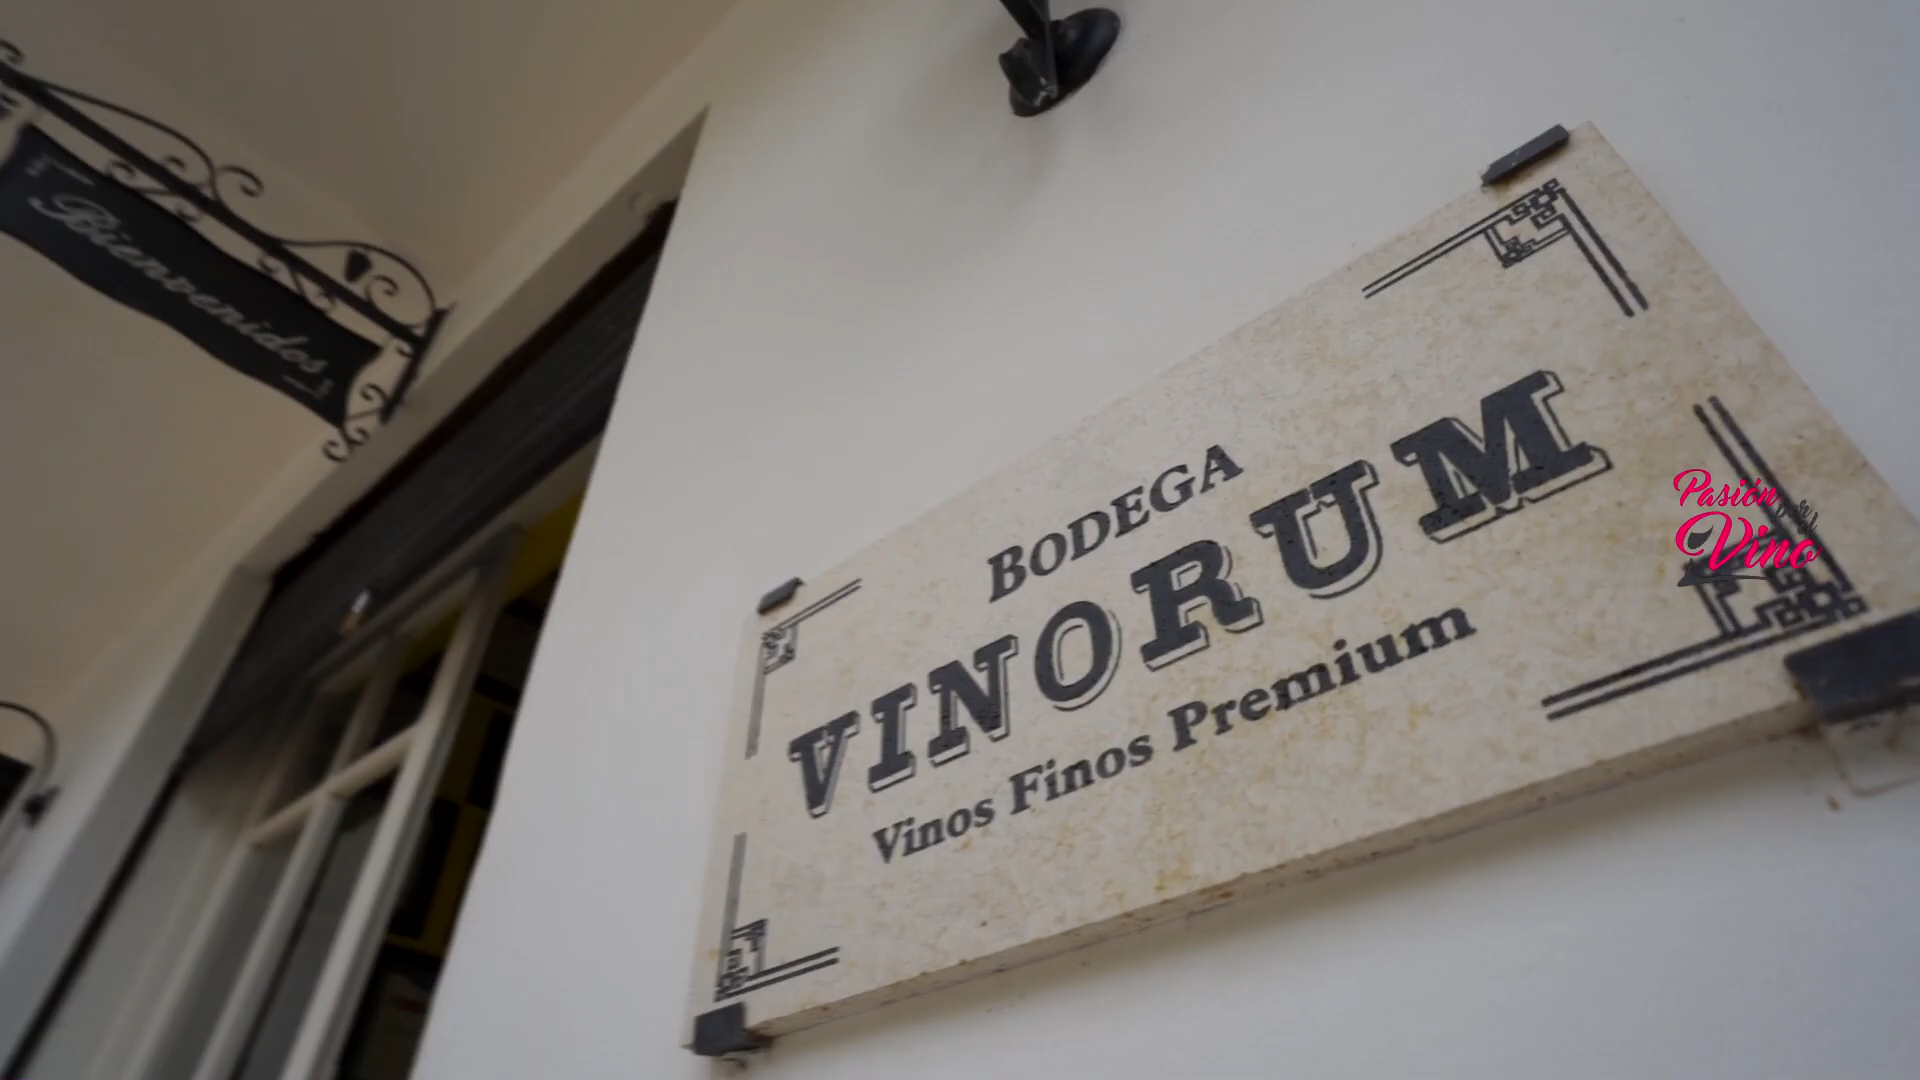 Bienvenidos
BODEGA
VINORUM
Vinos Finos Premium
Pasión
Vino